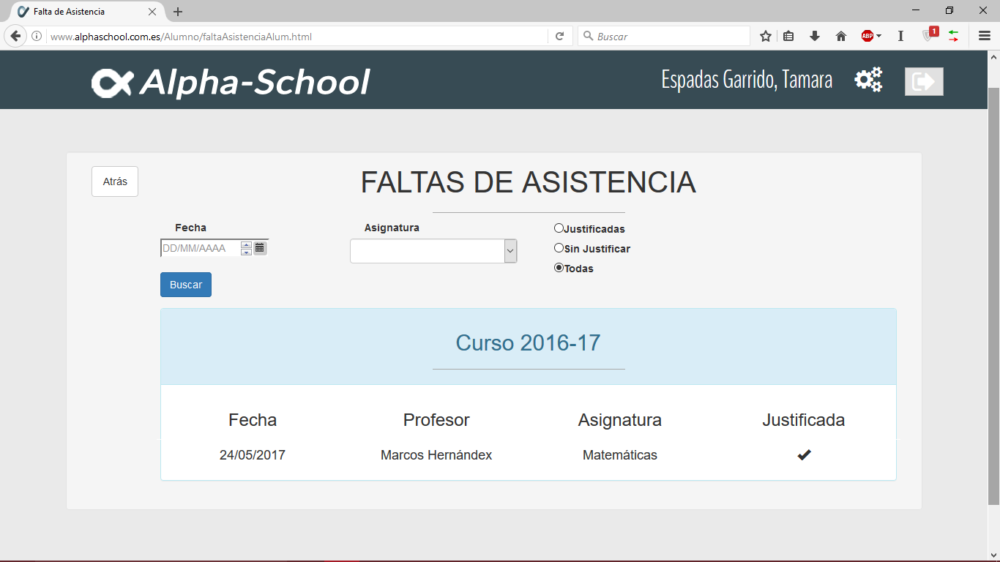 Falta de Asistencia
www.alphaschool.com.es/Alumno/faltaAsistenciaAlum.html
Buscar
ABP
1
Alpha-School
Espadas Garrido, Tamara
Atrás
FALTAS DE ASISTENCIA
Fecha
Asignatura
Justificadas
DD/MM/AAAA
Sin Justificar
Todas
Buscar
Curso 2016-17
Fecha Profesor Asignatura Justificada
24/05/2017 Marcos Hernándex Matemáticas